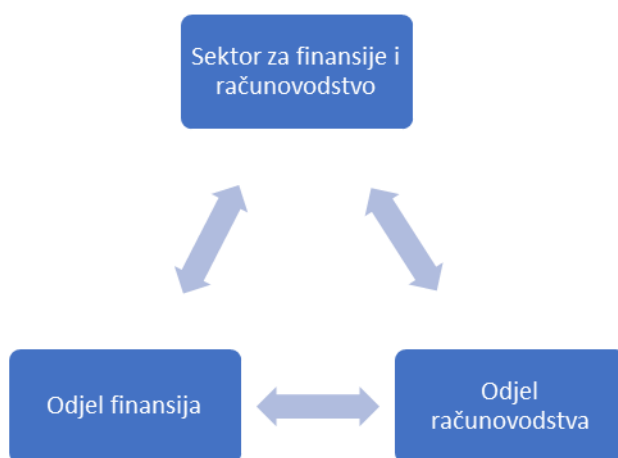 Sektor za finansije i
računovodstvo
Odjel finansija
Odjel
računovodstva